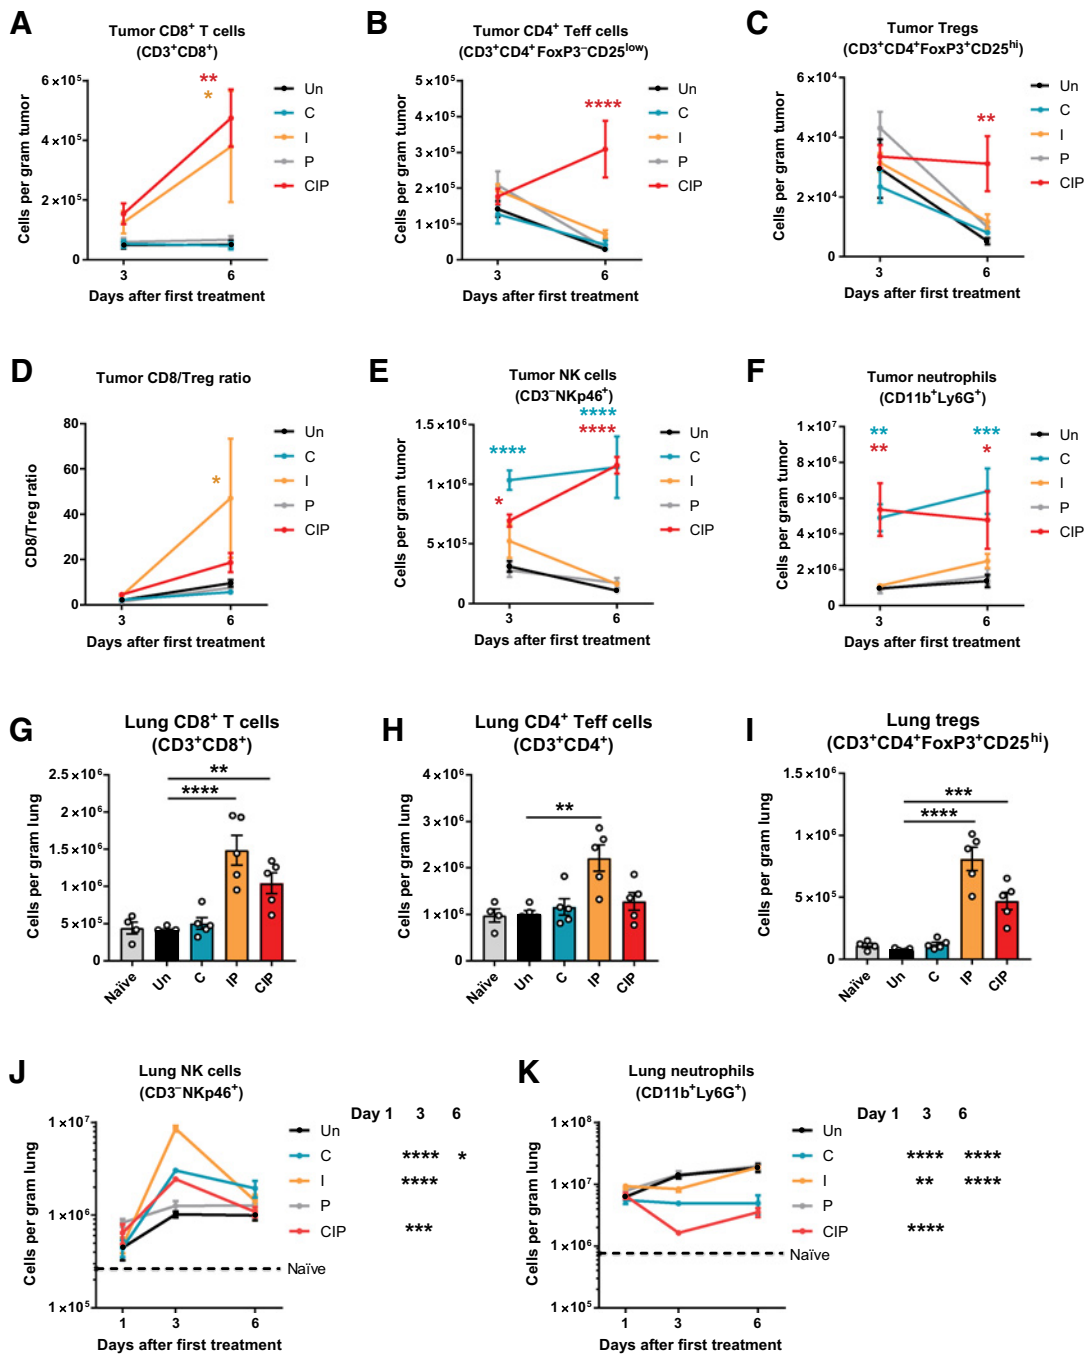 A
Tumor CD8⁺ T cells
(CD3⁺CD8⁺)
Cells per gram tumor
6×10⁵
4×10⁵
2×10⁵
0
**
*
3 6
Days after first treatment
Un
C
I
P
CIP
B
Tumor CD4⁺ Teff cells
(CD3⁺CD4⁺FoxP3⁻CD25ˡᵒʷ)
Cells per gram tumor
5×10⁵
4×10⁵
3×10⁵
2×10⁵
1×10⁵
0
****
3 6
Days after first treatment
Un
C
I
P
CIP
C
Tumor Tregs
(CD3⁺CD4⁺FoxP3⁺CD25ʰⁱ)
Cells per gram tumor
6×10⁴
4×10⁴
2×10⁴
0
**
3 6
Days after first treatment
Un
C
I
P
CIP
D
Tumor CD8/Treg ratio
CD8/Treg ratio
80
60
40
20
0
*
3 6
Days after first treatment
Un
C
I
P
CIP
E
Tumor NK cells
(CD3⁻NKp46⁺)
Cells per gram tumor
1.5×10⁶
1×10⁶
5×10⁵
0
****
****
****
*
3 6
Days after first treatment
Un
C
I
P
CIP
F
Tumor neutrophils
(CD11b⁺Ly6G⁺)
Cells per gram tumor
1×10⁷
8×10⁶
6×10⁶
4×10⁶
2×10⁶
0
** ***
** *
3 6
Days after first treatment
Un
C
I
P
CIP
G
Lung CD8⁺ T cells
(CD3⁺CD8⁺)
Cells per gram lung
2.5×10⁶
2×10⁶
1.5×10⁶
1×10⁶
5×10⁵
0
**
****
Naïve Un C IP CIP
H
Lung CD4⁺ Teff cells
(CD3⁺CD4⁺)
Cells per gram lung
4×10⁶
3×10⁶
2×10⁶
1×10⁶
0
**
Naïve Un C IP CIP
I
Lung tregs
(CD3⁺CD4⁺FoxP3⁺CD25ʰⁱ)
Cells per gram lung
1.5×10⁶
1×10⁶
5×10⁵
0
***
****
Naïve Un C IP CIP
J
Lung NK cells
(CD3⁻NKp46⁺)
Cells per gram lung
1×10⁷
1×10⁶
1×10⁵
1 3 6
Days after first treatment
Day 1 3 6
Un
C **** *
I ****
P
CIP ***
Naïve
K
Lung neutrophils
(CD11b⁺Ly6G⁺)
Cells per gram lung
1×10⁸
1×10⁷
1×10⁶
1×10⁵
1 3 6
Days after first treatment
Day 1 3 6
Un
C **** ****
I ** ****
P
CIP ****
Naïve